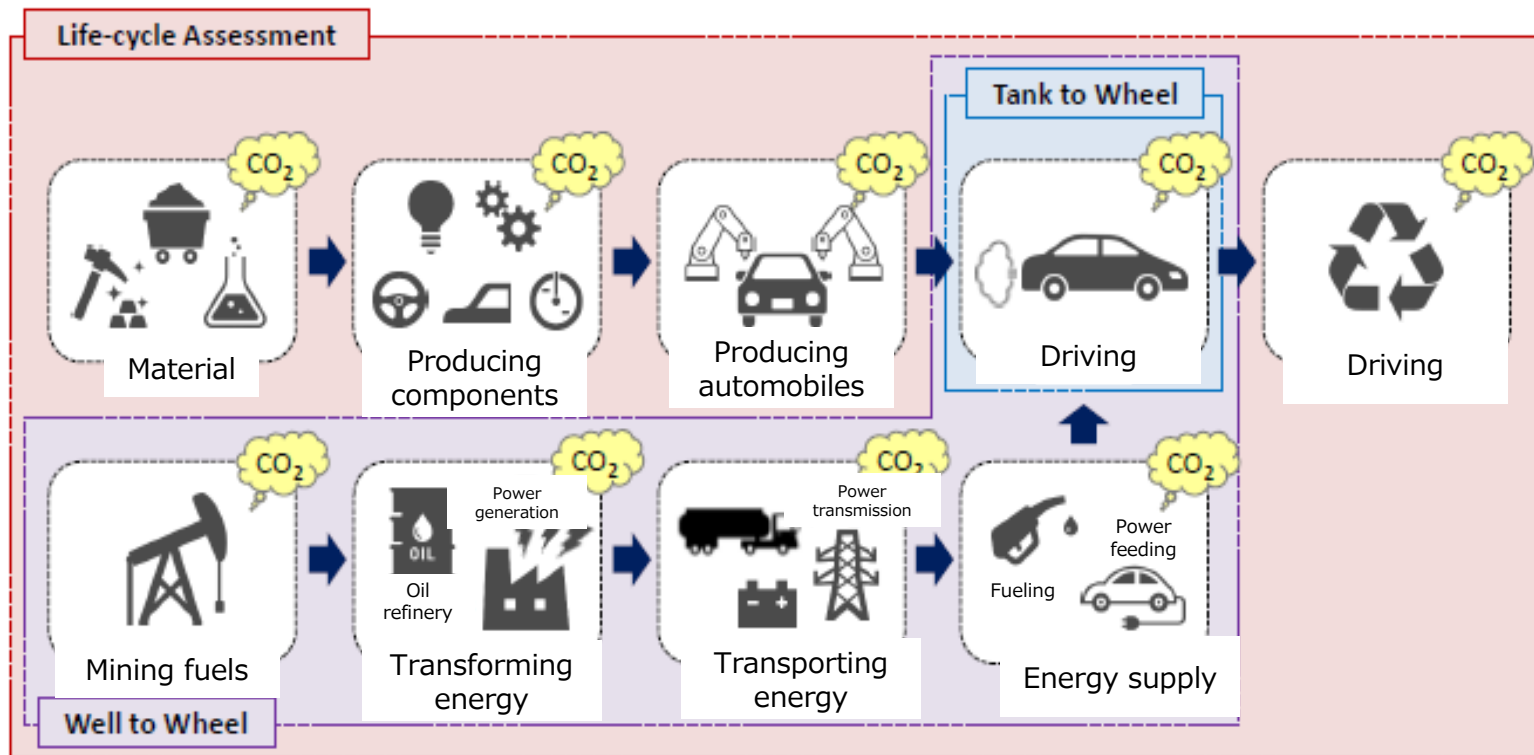 Life-cycle Assessment
Tank to Wheel
CO2
CO2
CO2
CO2
CO2
Material
Producing
components
Producing
automobiles
Driving
Driving
CO2
CO2
CO2
CO2
OIL
Oil
refinery
Power
generation
Power
transmission
Fueling
Power
feeding
Mining fuels
Transforming
energy
Transporting
energy
Energy supply
Well to Wheel